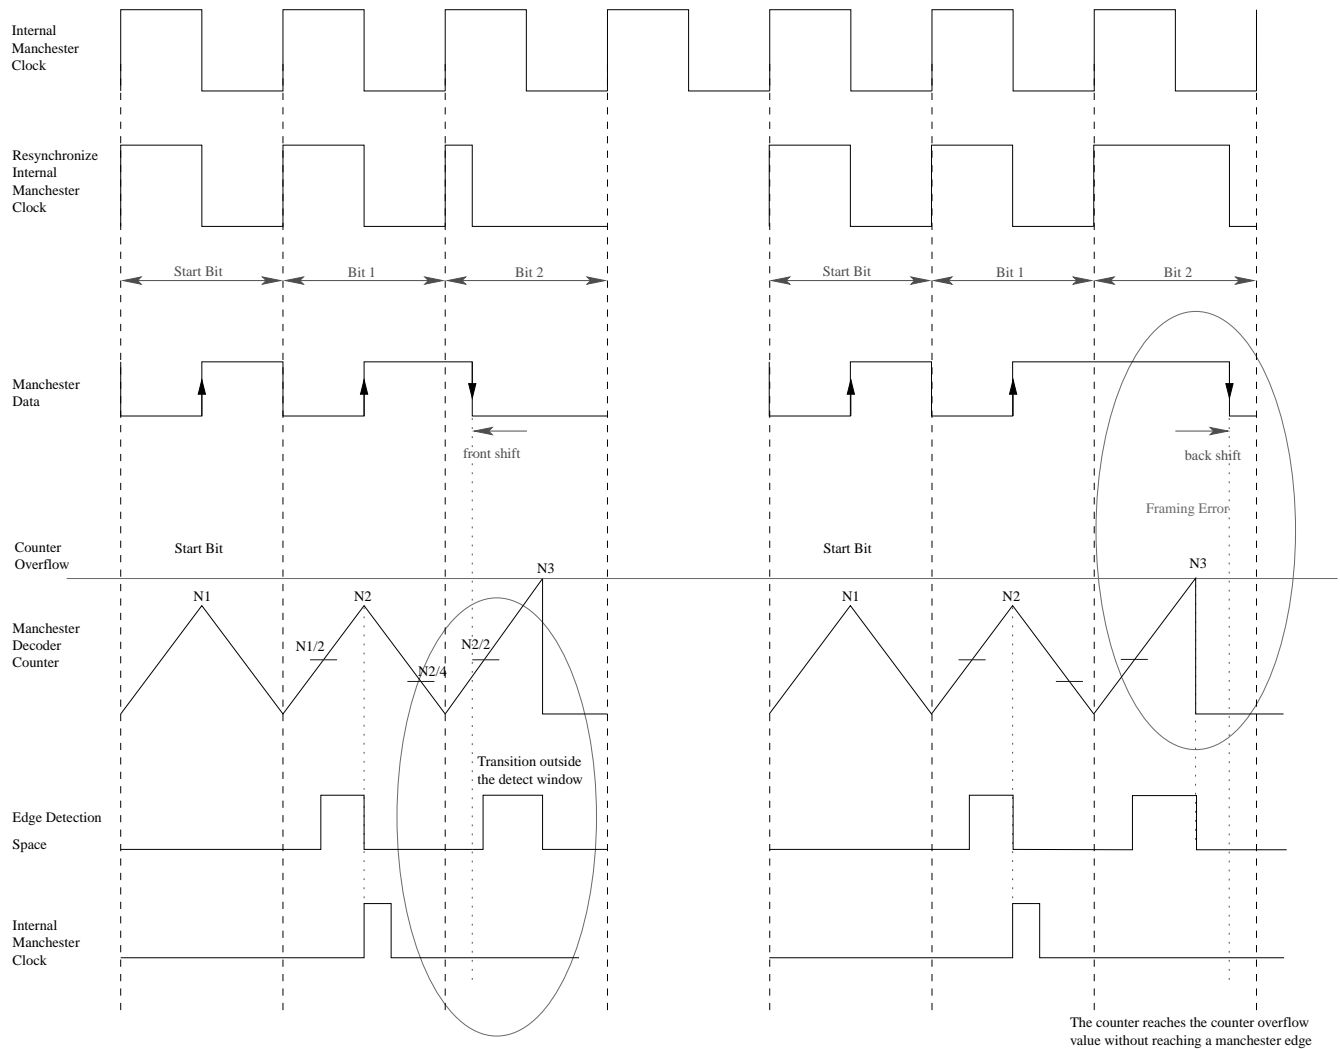 Internal
Manchester
Clock
Resynchronize
Internal
Manchester
Clock
Start Bit
Bit 1
Bit 2
Start Bit
Bit 1
Bit 2
Manchester
Data
front shift
back shift
Framing Error
Counter
Overflow
Start Bit
Start Bit
N3
N3
N1
N2
N1
N2
Manchester
Decoder
Counter
N1/2
N2/4
N2/2
Transition outside
the detect window
Edge Detection
Space
Internal
Manchester
Clock
The counter reaches the counter overflow
value without reaching a manchester edge